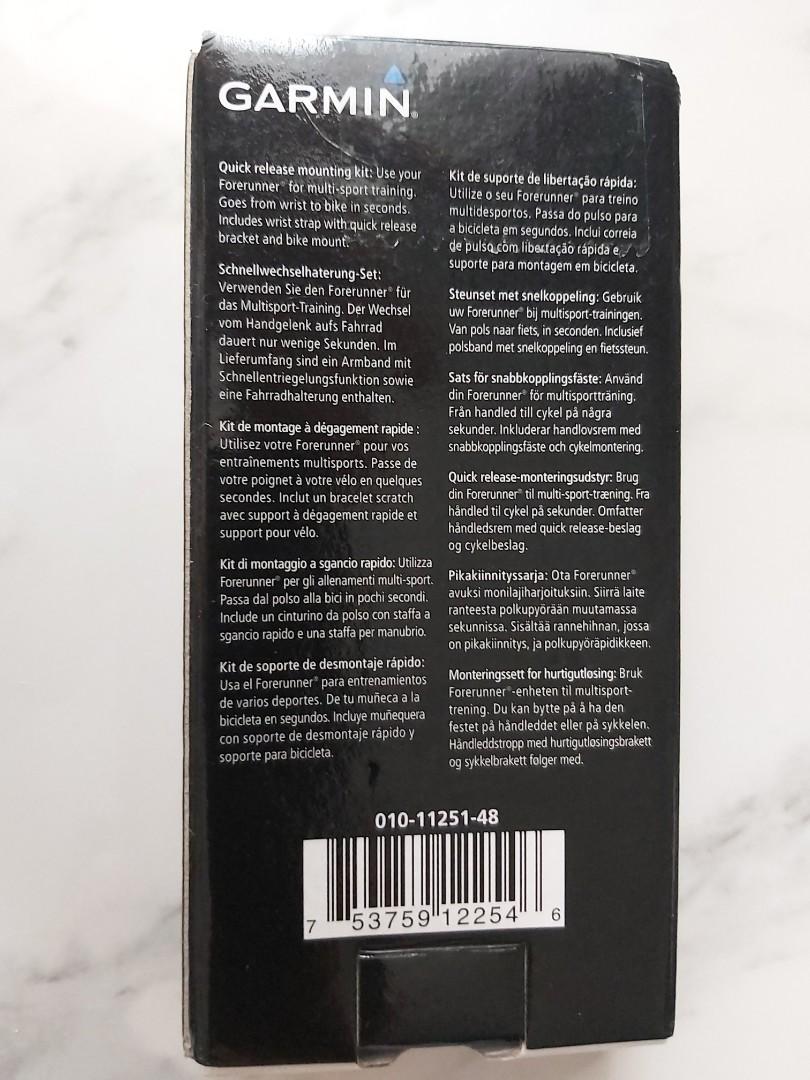 GARMIN®
Quick release mounting kit: Use your
Forerunner® for multi-sport training.
Goes from wrist to bike in seconds.
Includes wrist strap with quick release
bracket and bike mount.
Schnellwechselhaterung-Set:
Verwenden Sie den Forerunner® für
das Multisport-Training. Der Wechsel
vom Handgelenk aufs Fahrrad
dauert nur wenige Sekunden. Im
Lieferumfang sind ein Armband mit
Schnellentriegelungsfunktion sowie
eine Fahrradhalterung enthalten.
Kit de montage à dégagement rapide :
Utilisez votre Forerunner® pour vos
entraînements multisports. Passe de
votre poignet à votre vélo en quelques
secondes. Inclut un bracelet scratch
avec support à dégagement rapide et
support pour vélo.
Kit di montaggio a sgancio rapido: Utilizza
Forerunner® per gli allenamenti multi-sport.
Passa dal polso alla bici in pochi secondi.
Include un cinturino da polso con staffa a
sgancio rapido e una staffa per manubrio.
Kit de soporte de desmontaje rápido:
Usa el Forerunner® para entrenamientos
de varios deportes. De tu muñeca a la
bicicleta en segundos. Incluye muñequera
con soporte de desmontaje rápido y
soporte para bicicleta.
Kit de suporte de libertação rápida:
Utilize o seu Forerunner® para treino
multidesportos. Passa do pulso para
a bicicleta em segundos. Inclui correia
de pulso com libertação rápida e
suporte para montagem em bicicleta.
Steunset met snelkoppeling: Gebruik
uw Forerunner® bij multisport-trainingen.
Van pols naar fiets, in seconden. Inclusief
polsband met snelkoppeling en fietssteun.
Sats för snabbkopplingsfäste: Använd
din Forerunner® för multisportträning.
Från handled till cykel på några
sekunder. Inkluderar handlovsrem med
snabbkopplingsfäste och cykelmontering.
Quick release-monteringsudstyr: Brug
din Forerunner® til multi-sport-træning. Fra
håndled til cykel på sekunder. Omfatter
håndledsrem med quick release-beslag
og cykelbeslag.
Pikakiinnityssarja: Ota Forerunner®
avuksi monilajiharjoituksiin. Siirrä laite
ranteesta polkupyörään muutamassa
sekunnissa. Sisältää rannehihnan, jossa
on pikakiinnitys, ja polkupyöräpidikkeen.
Monteringssett for hurtigutløsing: Bruk
Forerunner®-enheten til multisport-
trening. Du kan bytte på å ha den
festet på håndleddet eller på sykkelen.
Håndleddstropp med hurtigutløsingsbrakett
og sykkelbrakett følger med.
010-11251-48
7 53759 12254 6